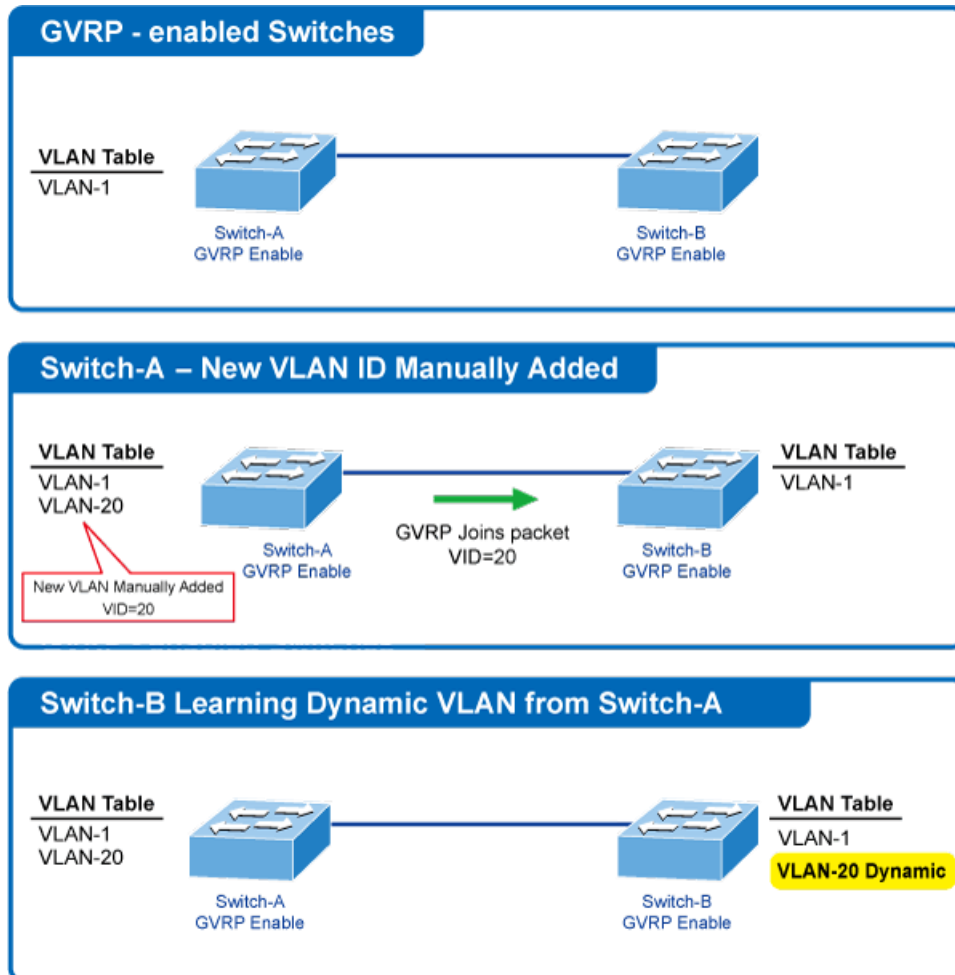 GVRP - enabled Switches
VLAN Table
VLAN-1
Switch-A
GVRP Enable
Switch-B
GVRP Enable
Switch-A – New VLAN ID Manually Added
VLAN Table
VLAN-1
VLAN-20
New VLAN Manually Added
VID=20
Switch-A
GVRP Enable
GVRP Joins packet
VID=20
Switch-B
GVRP Enable
VLAN Table
VLAN-1
Switch-B Learning Dynamic VLAN from Switch-A
VLAN Table
VLAN-1
VLAN-20
Switch-A
GVRP Enable
Switch-B
GVRP Enable
VLAN Table
VLAN-1
VLAN-20 Dynamic